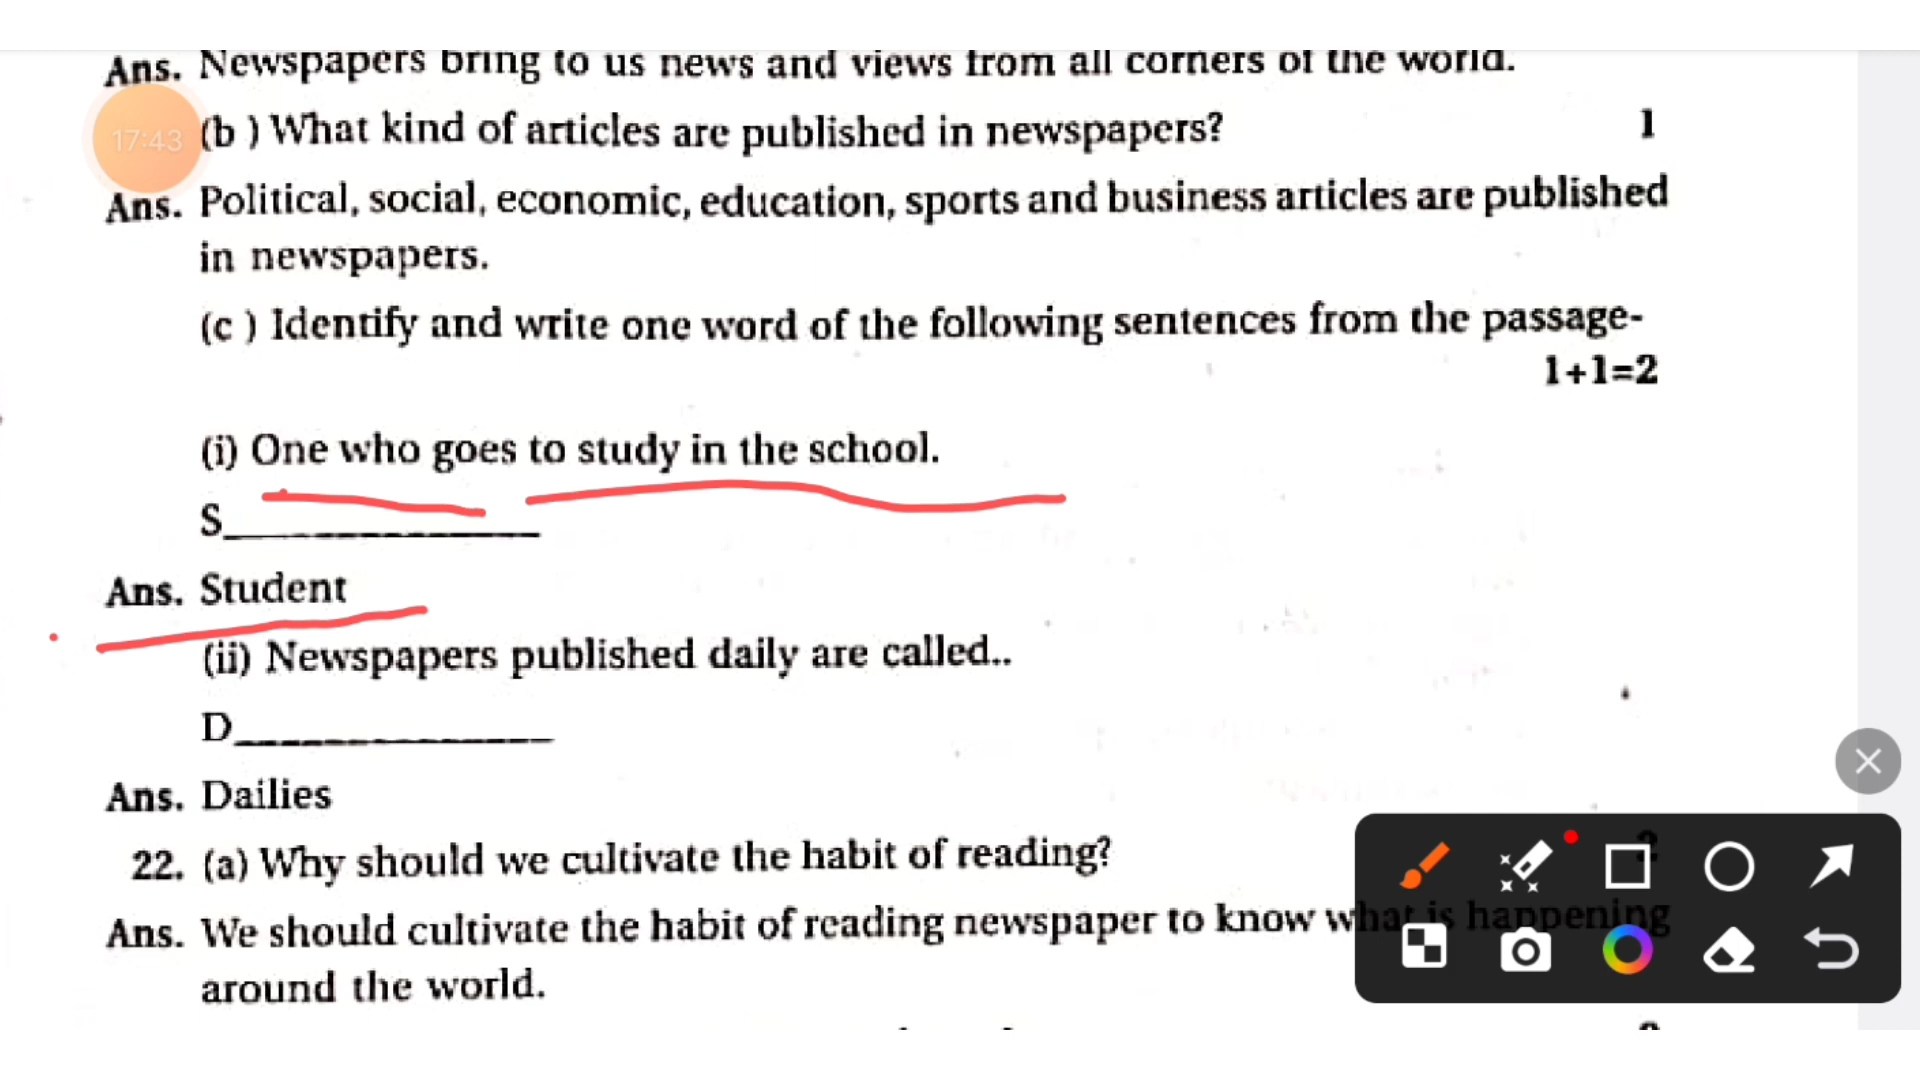 Ans. Newspapers bring to us news and views from all corners of the world.
17:43
(b ) What kind of articles are published in newspapers? 1
Ans. Political, social, economic, education, sports and business articles are published
in newspapers.
(c ) Identify and write one word of the following sentences from the passage-
1+1=2
(i) One who goes to study in the school.
S_______________
Ans. Student
(ii) Newspapers published daily are called..
D_______________
Ans. Dailies
22. (a) Why should we cultivate the habit of reading? 2
Ans. We should cultivate the habit of reading newspaper to know what is happening
around the world.